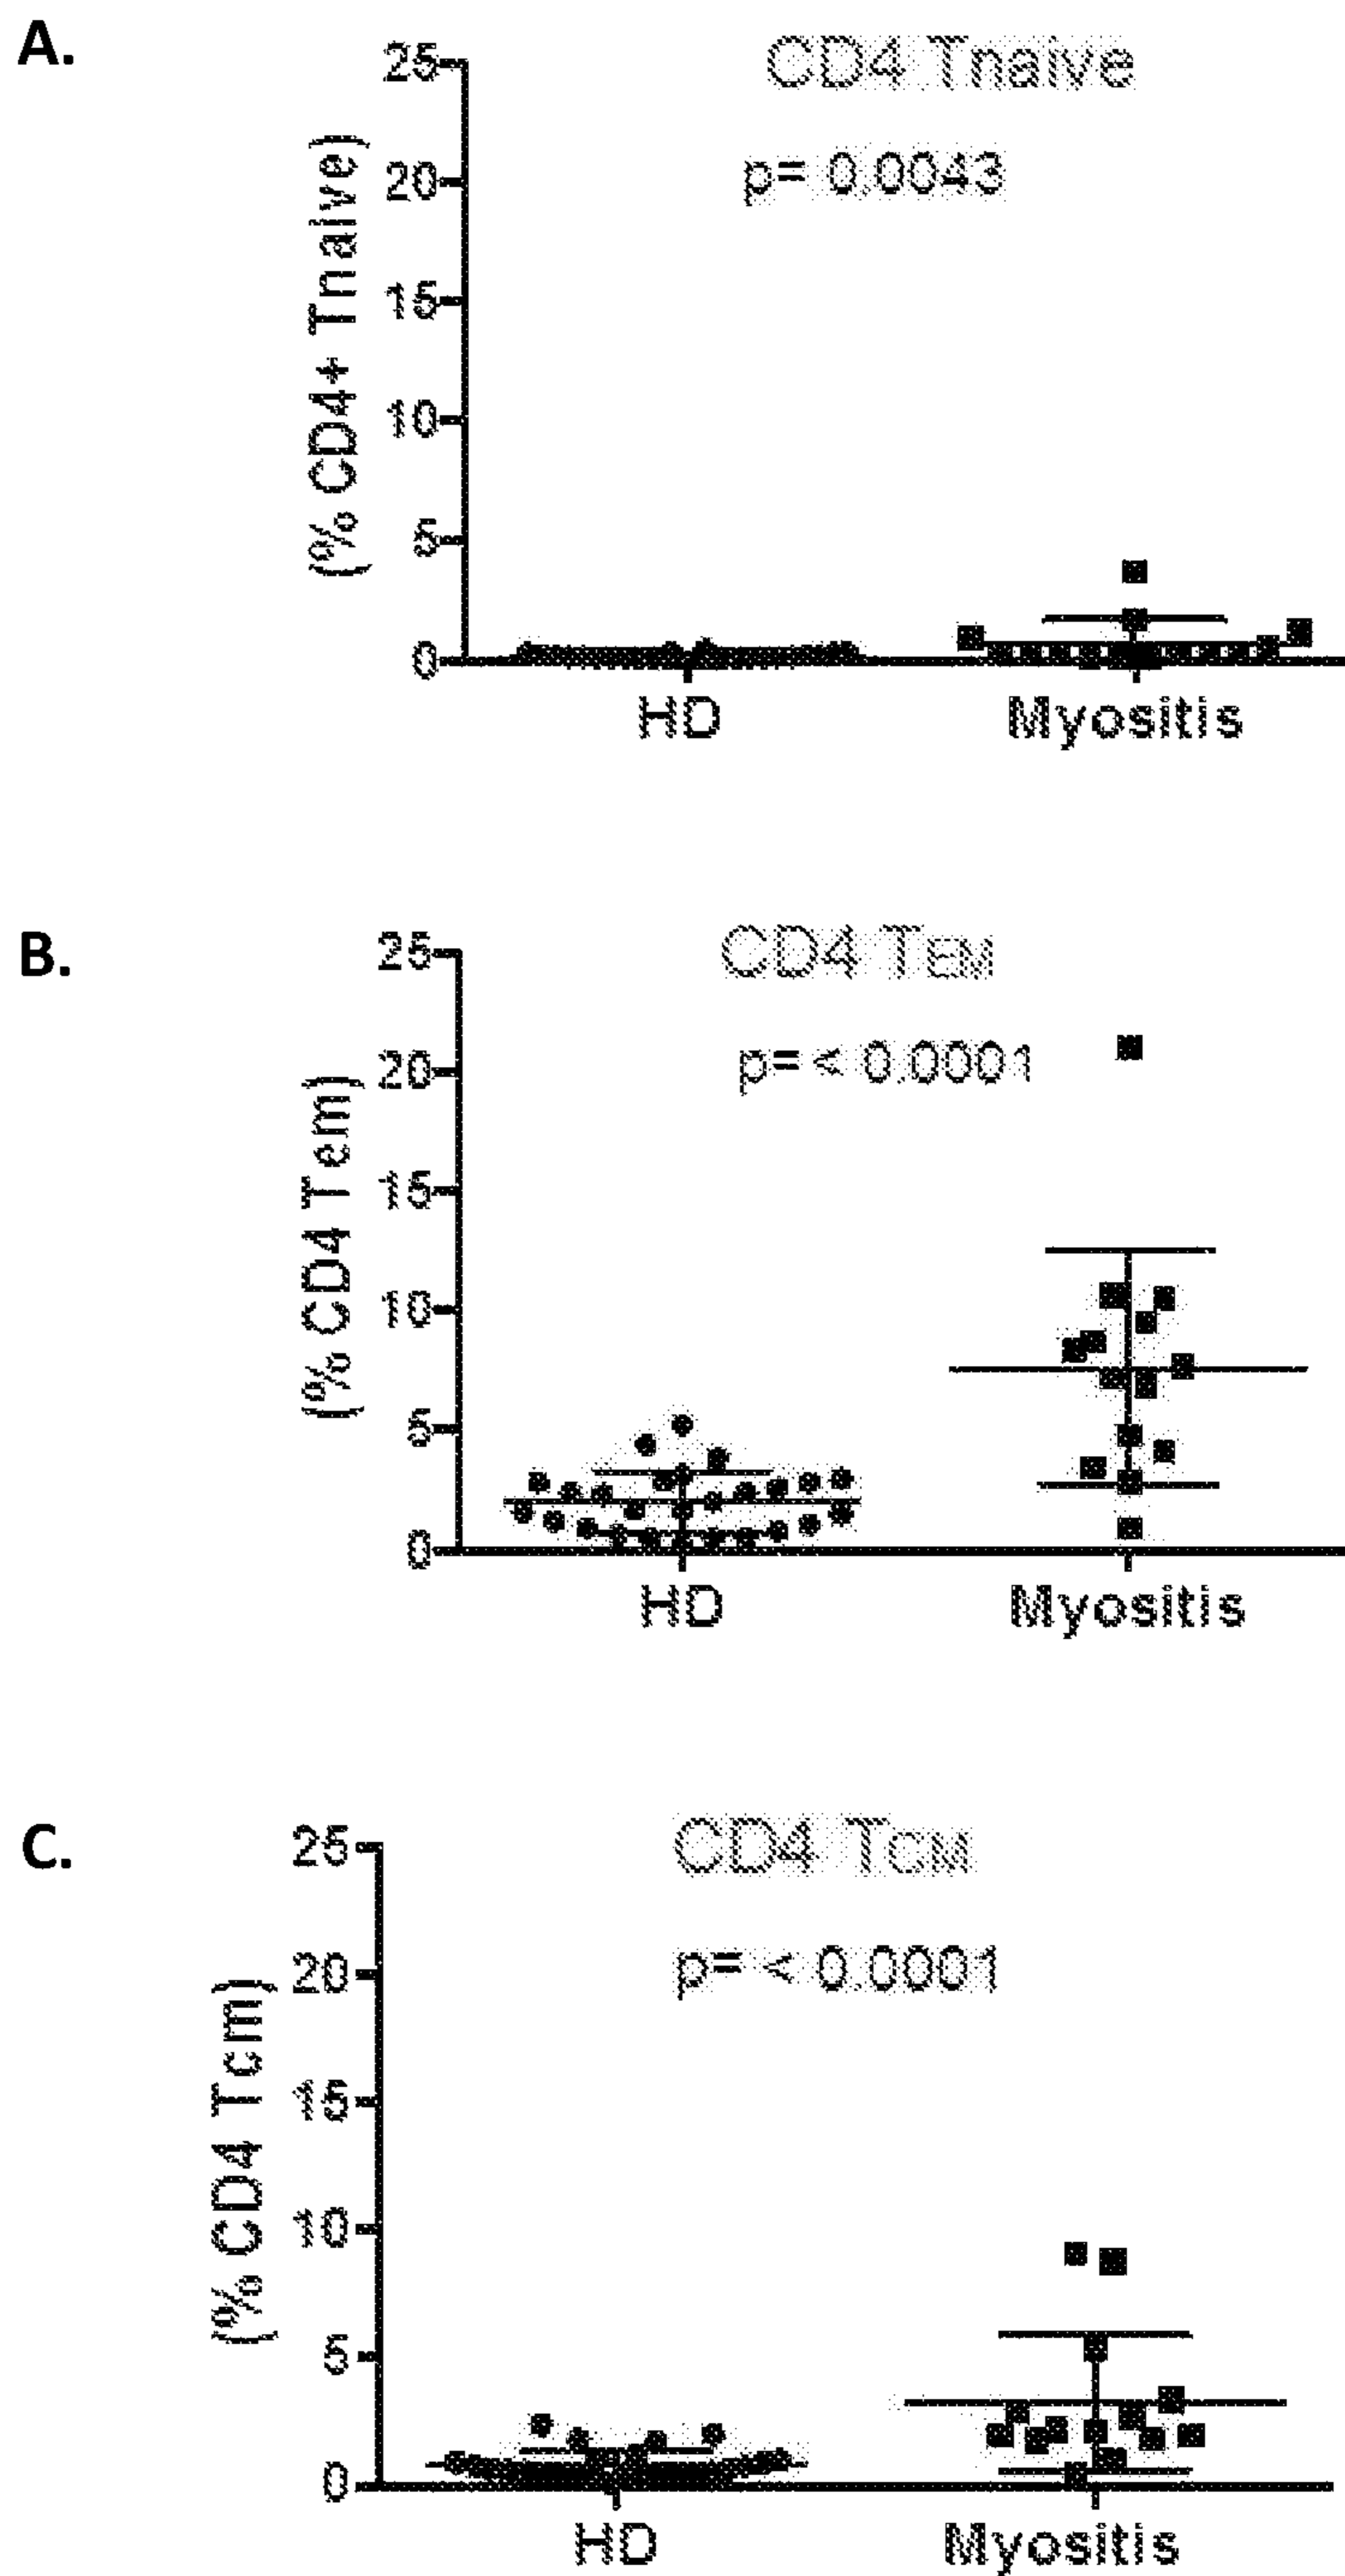 A.
CD4 Tnaive
p= 0.0043
(% CD4+ Tnaive)
25
20
15
10
5
0
HD
Myositis
B.
CD4 TEM
p= < 0.0001
(% CD4 Tem)
25
20
15
10
5
0
HD
Myositis
C.
CD4 TCM
p= < 0.0001
(% CD4 Tcm)
25
20
15
10
5
0
HD
Myositis